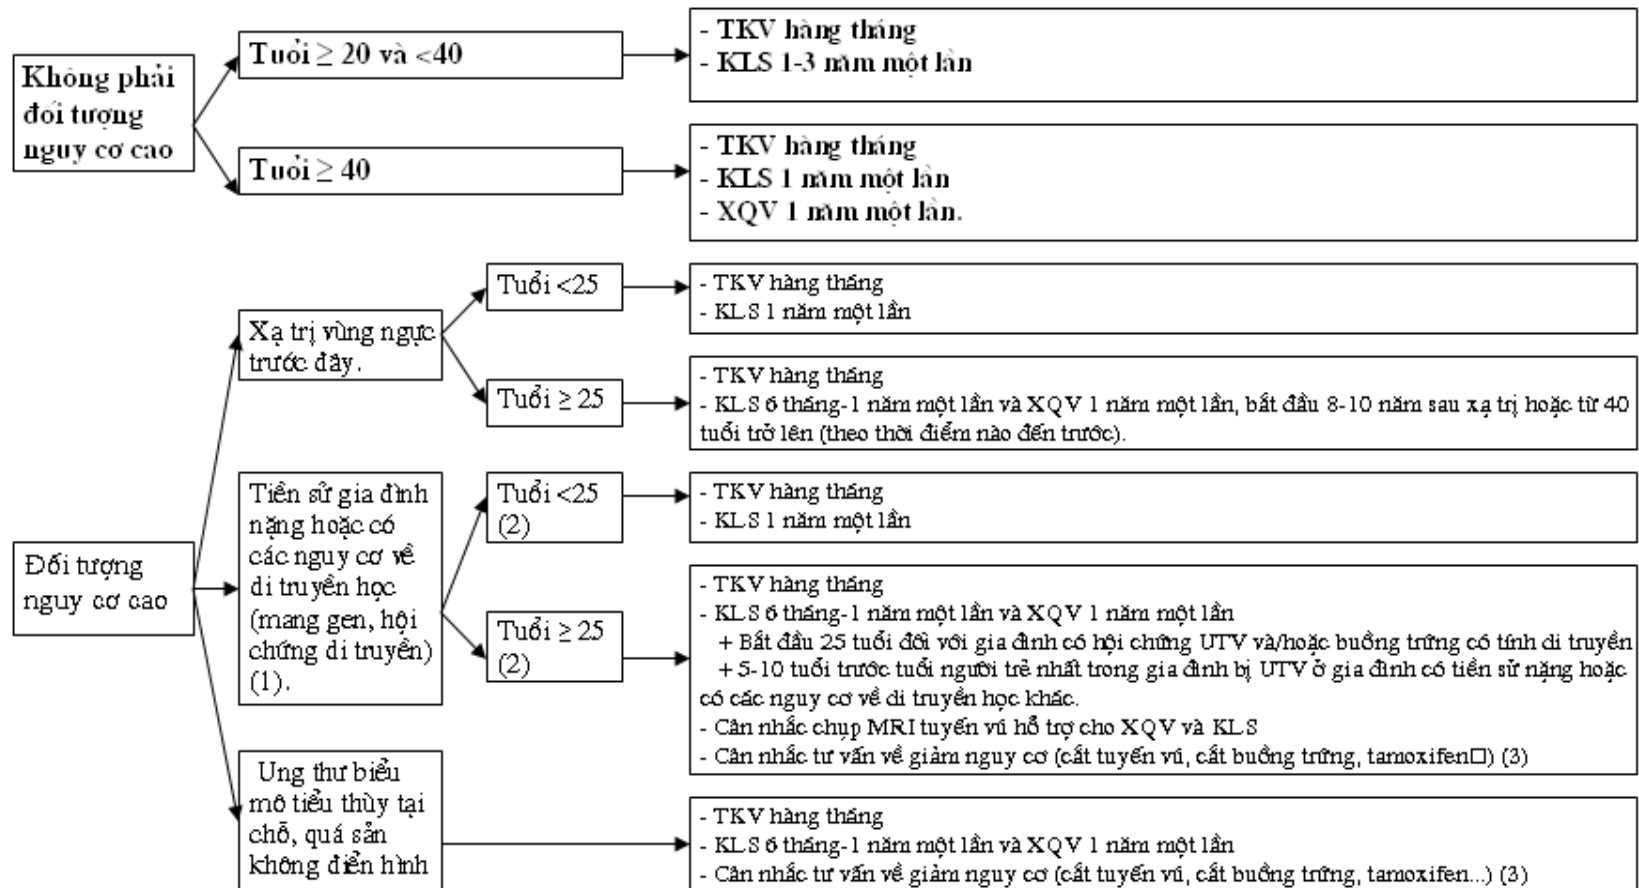 Không phải
đối tượng
nguy cơ cao
Tuổi ≥ 20 và <40
- TKV hàng tháng
- KLS 1-3 năm một lần
Tuổi ≥ 40
- TKV hàng tháng
- KLS 1 năm một lần
- XQV 1 năm một lần.
Đối tượng
nguy cơ cao
Xạ trị vùng ngực
trước đây.
Tuổi <25
- TKV hàng tháng
- KLS 1 năm một lần
Tuổi ≥ 25
- TKV hàng tháng
- KLS 6 tháng-1 năm một lần và XQV 1 năm một lần, bắt đầu 8-10 năm sau xạ trị hoặc từ 40
tuổi trở lên (theo thời điểm nào đến trước).
Tiền sử gia đình
nặng hoặc có
các nguy cơ về
di truyền học
(mang gen, hội
chứng di truyền)
(1).
Tuổi <25
(2)
- TKV hàng tháng
- KLS 1 năm một lần
Tuổi ≥ 25
(2)
- TKV hàng tháng
- KLS 6 tháng-1 năm một lần và XQV 1 năm một lần
+ Bắt đầu 25 tuổi đối với gia đình có hội chứng UTV và/hoặc buồng trứng có tính di truyền
+ 5-10 tuổi trước tuổi người trẻ nhất trong gia đình bị UTV ở gia đình có tiền sử nặng hoặc
có các nguy cơ về di truyền học khác.
- Cân nhắc chụp MRI tuyến vú hỗ trợ cho XQV và KLS
- Cân nhắc tư vấn về giảm nguy cơ (cắt tuyến vú, cắt buồng trứng, tamoxifen□) (3)
Ung thư biểu
mô tiểu thùy tại
chỗ, quá sản
không điển hình
- TKV hàng tháng
- KLS 6 tháng-1 năm một lần và XQV 1 năm một lần
- Cân nhắc tư vấn về giảm nguy cơ (cắt tuyến vú, cắt buồng trứng, tamoxifen...) (3)